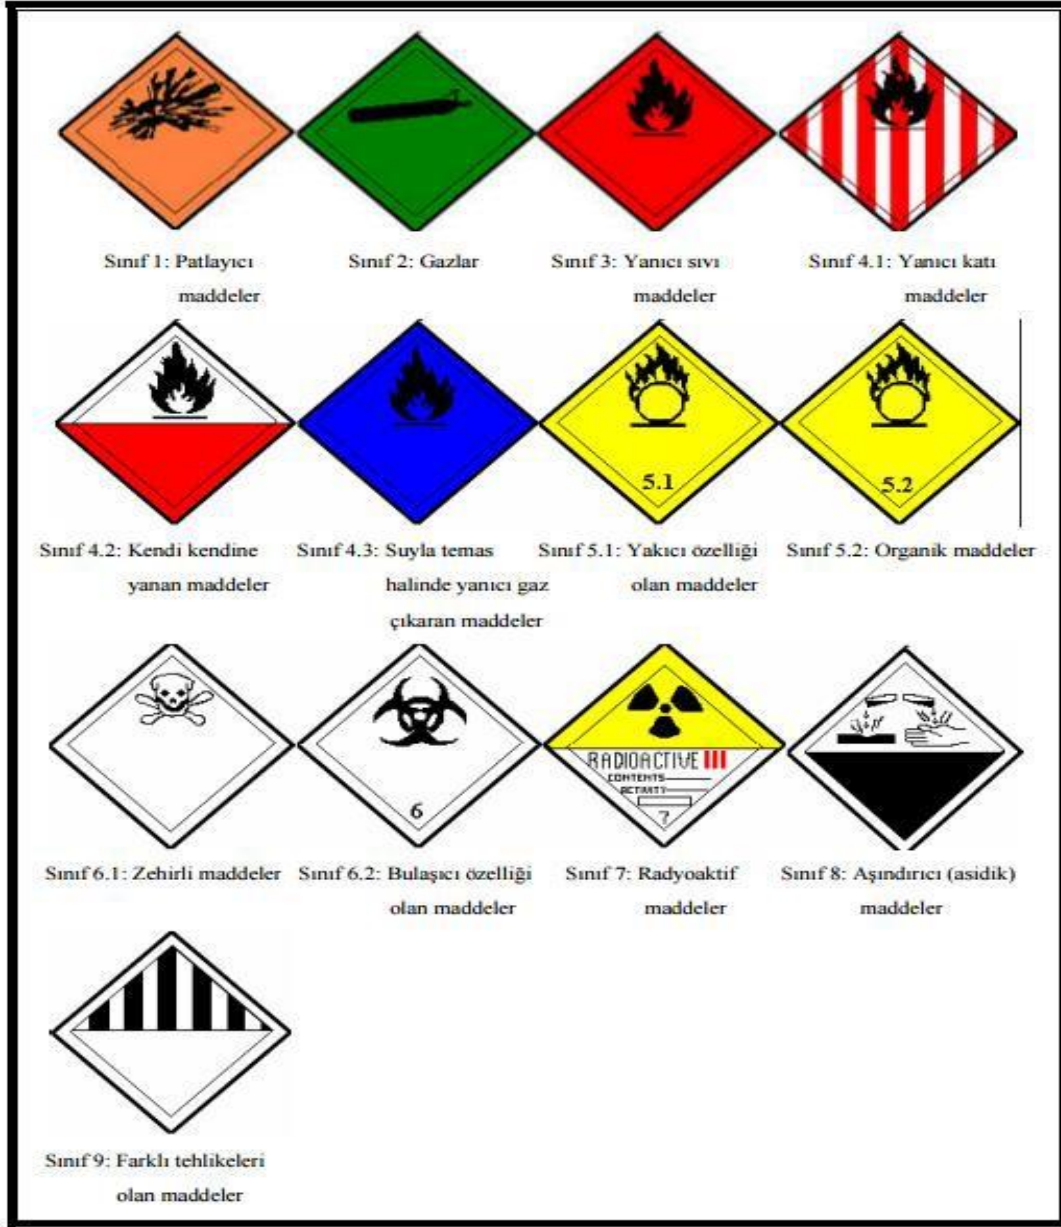 Sınıf 1: Patlayıcı
maddeler
Sınıf 2: Gazlar
Sınıf 3: Yanıcı sıvı
maddeler
Sınıf 4.1: Yanıcı katı
maddeler
5.1
5.2
Sınıf 4.2: Kendi kendine
yanan maddeler
Sınıf 4.3: Suyla temas
halinde yanıcı gaz
çıkaran maddeler
Sınıf 5.1: Yakıcı özelliği
olan maddeler
Sınıf 5.2: Organik maddeler
6
RADIOACTIVE III
CONTENTS
ACTIVITY
7
Sınıf 6.1: Zehirli maddeler
Sınıf 6.2: Bulaşıcı özelliği
olan maddeler
Sınıf 7: Radyoaktif
maddeler
Sınıf 8: Aşındırıcı (asidik)
maddeler
Sınıf 9: Farklı tehlikeleri
olan maddeler